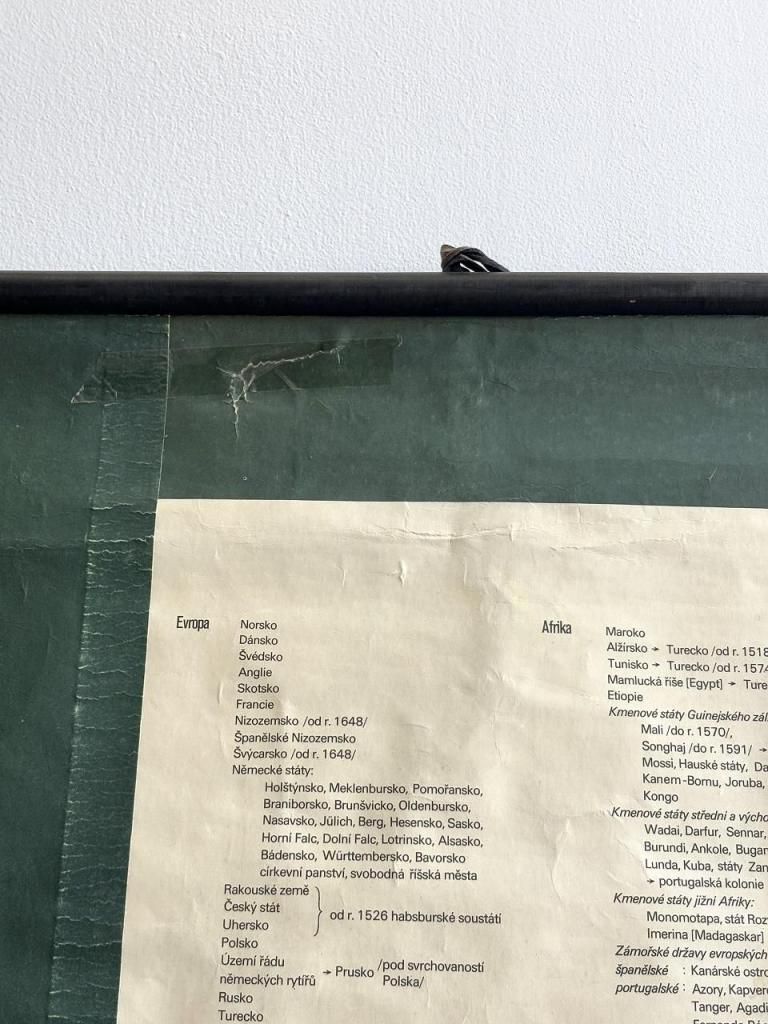 Evropa
Norsko
Dánsko
Švédsko
Anglie
Skotsko
Francie
Nizozemsko /od r. 1648/
Španělské Nizozemsko
Švýcarsko /od r. 1648/
Německé státy:
Holštýnsko, Meklenbursko, Pomořansko,
Braniborsko, Brunšvicko, Oldenbursko,
Nasavsko, Jülich, Berg, Hesensko, Sasko,
Horní Falc, Dolní Falc, Lotrinsko, Alsasko,
Bádensko, Württembersko, Bavorsko
církevní panství, svobodná říšská města
Rakouské země
Český stát
Uhersko
od r. 1526 habsburské soustátí
Polsko
Území řádu
německých rytířů → Prusko /pod svrchovaností
Polska/
Rusko
Turecko
Afrika
Maroko
Alžírsko → Turecko /od r. 1518
Tunisko → Turecko /od r. 1574
Mamlucká říše [Egypt] → Ture
Etiopie
Kmenové státy Guinejského zál
Mali /do r. 1570/,
Songhaj /do r. 1591/ →
Mossi, Hauské státy, Da
Kanem-Bornu, Joruba,
Kongo
Kmenové státy střední a výcho
Wadai, Darfur, Sennar,
Burundi, Ankole, Bugan
Lunda, Kuba, státy Zam
→ portugalská kolonie
Kmenové státy jižní Afriky:
Monomotapa, stát Roz
Imerina [Madagaskar]
Zámořské državy evropských
španělské : Kanárské ostro
portugalské : Azory, Kapver
Tanger, Agadi